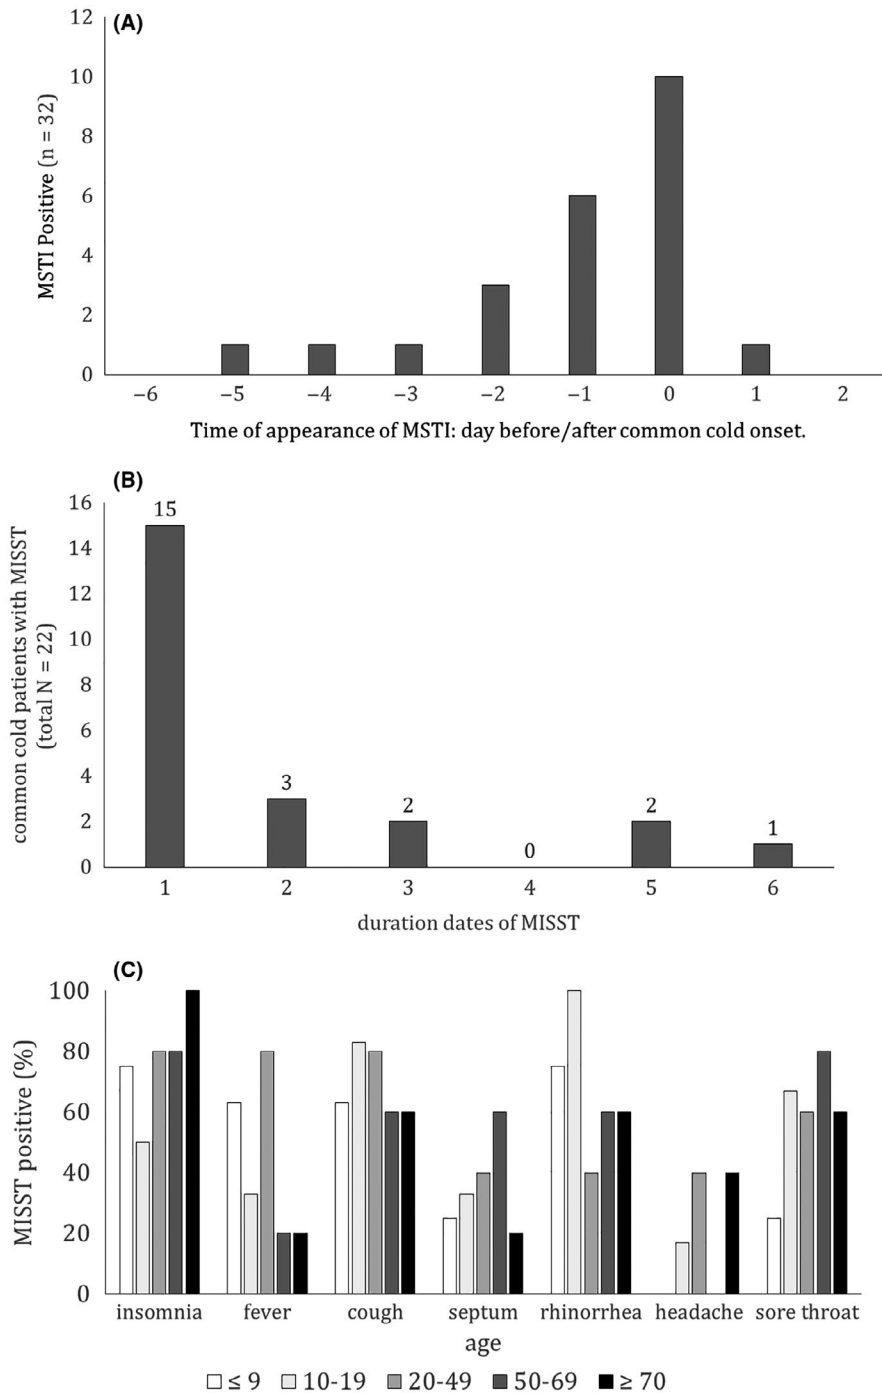 (A)
12
10
8
6
4
2
0
MSTI Positive (n = 32)
−6 −5 −4 −3 −2 −1 0 1 2
Time of appearance of MSTI: day before/after common cold onset.
(B)
16
14
12
10
8
6
4
2
0
common cold patients with MISST
(total N = 22)
15
3
2
0
2
1
1 2 3 4 5 6
duration dates of MISST
(C)
100
80
60
40
20
0
MISST positive (%)
insomnia fever cough septum rhinorrhea headache sore throat
age
≤ 9 10-19 20-49 50-69 ≥ 70